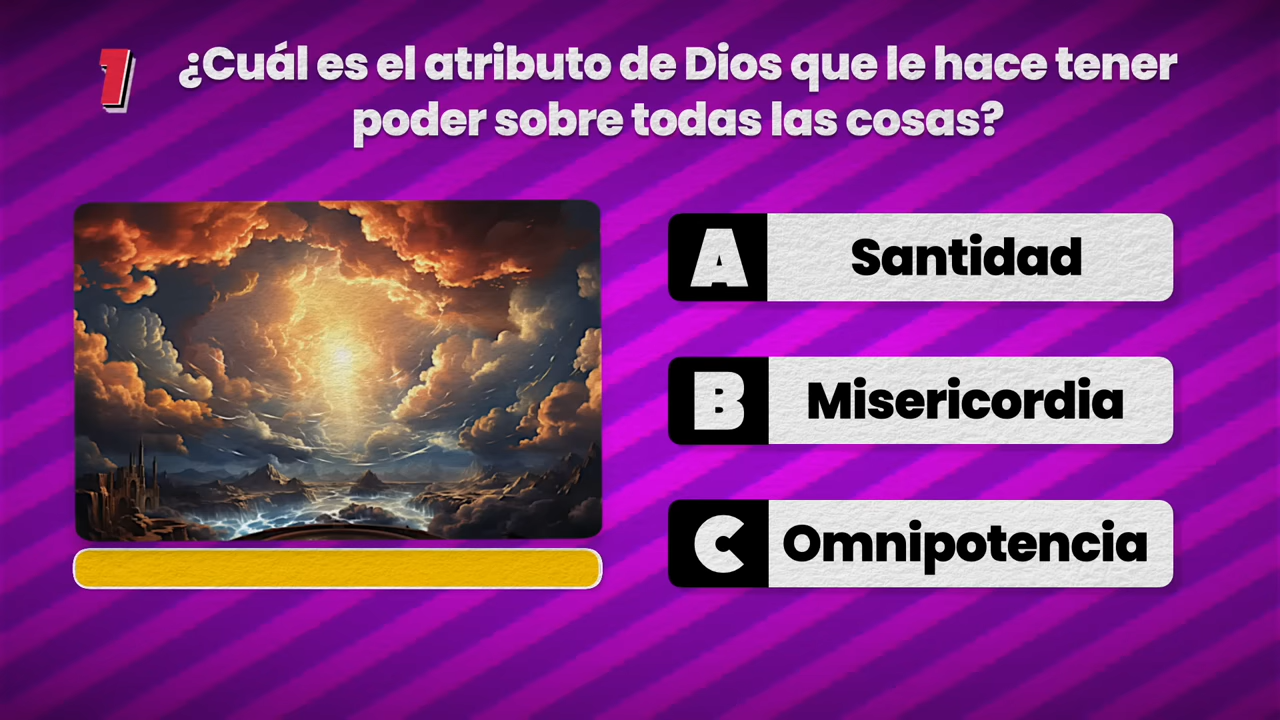 1
¿Cuál es el atributo de Dios que le hace tener
poder sobre todas las cosas?
A Santidad
B Misericordia
C Omnipotencia